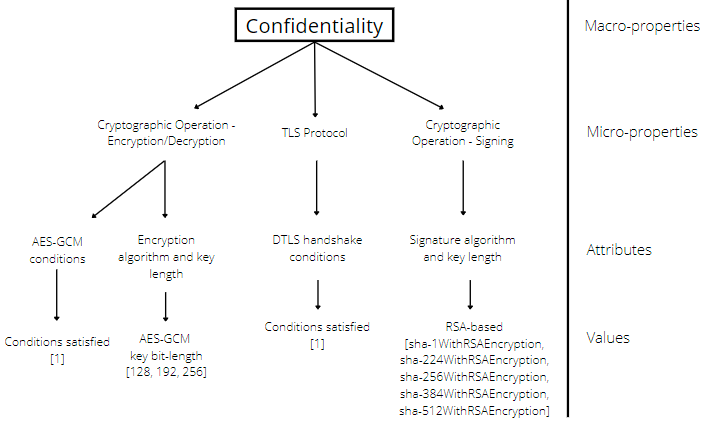 Confidentiality
Macro-properties
Cryptographic Operation -
Encryption/Decryption
TLS Protocol
Cryptographic
Operation - Signing
Micro-properties
AES-GCM
conditions
Encryption
algorithm and key
length
DTLS handshake
conditions
Signature algorithm
and key length
Attributes
Conditions satisfied
[1]
AES-GCM
key bit-length
[128, 192, 256]
Conditions satisfied
[1]
RSA-based
[sha-1WithRSAEncryption,
sha-224WithRSAEncryption,
sha-256WithRSAEncryption,
sha-384WithRSAEncryption,
sha-512WithRSAEncryption]
Values